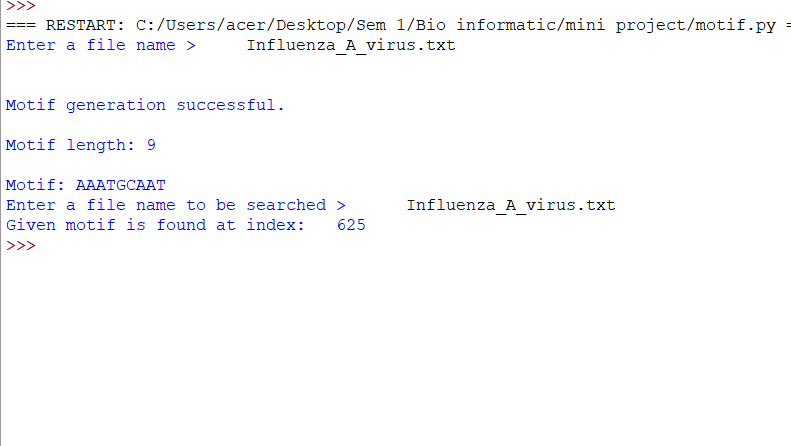 >>>
=== RESTART: C:/Users/acer/Desktop/Sem 1/Bio informatic/mini project/motif.py =
Enter a file name >     Influenza_A_virus.txt
Motif generation successful.
Motif length: 9
Motif: AAATGCAAT
Enter a file name to be searched >      Influenza_A_virus.txt
Given motif is found at index:   625
>>>